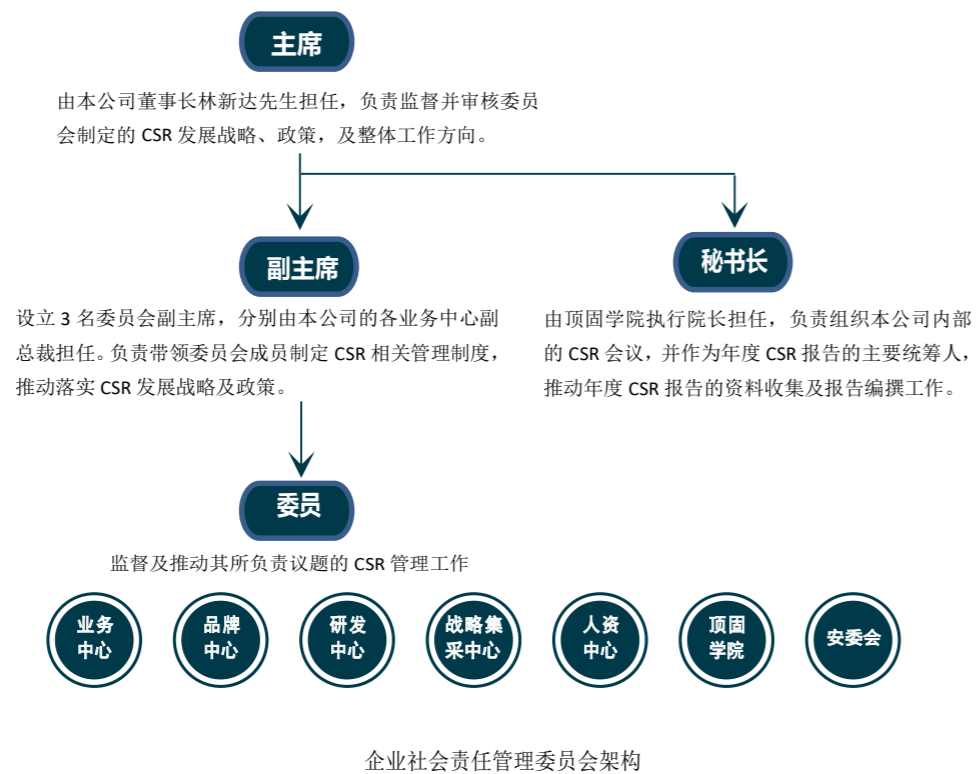 主席
由本公司董事长林新达先生担任，负责监督并审核委员
会制定的 CSR 发展战略、政策，及整体工作方向。
副主席
设立 3 名委员会副主席，分别由本公司的各业务中心副
总裁担任。负责带领委员会成员制定 CSR 相关管理制度，
推动落实 CSR 发展战略及政策。
秘书长
由顶固学院执行院长担任，负责组织本公司内部
的 CSR 会议，并作为年度 CSR 报告的主要统筹人，
推动年度 CSR 报告的资料收集及报告编撰工作。
委员
监督及推动其所负责议题的 CSR 管理工作
业务
中心
品牌
中心
研发
中心
战略集
采中心
人资
中心
顶固
学院
安委会
企业社会责任管理委员会架构